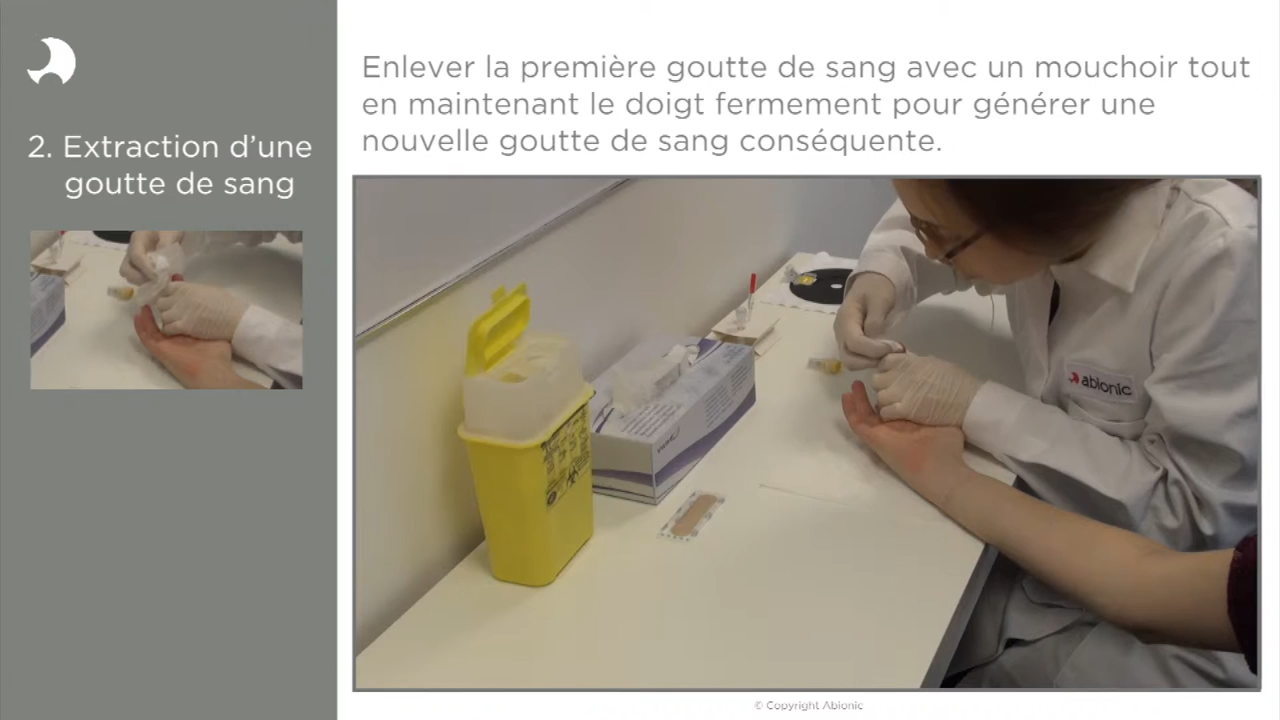 Enlever la première goutte de sang avec un mouchoir tout
en maintenant le doigt fermement pour générer une
nouvelle goutte de sang conséquente.
2. Extraction d’une
goutte de sang
abionic
© Copyright Abionic